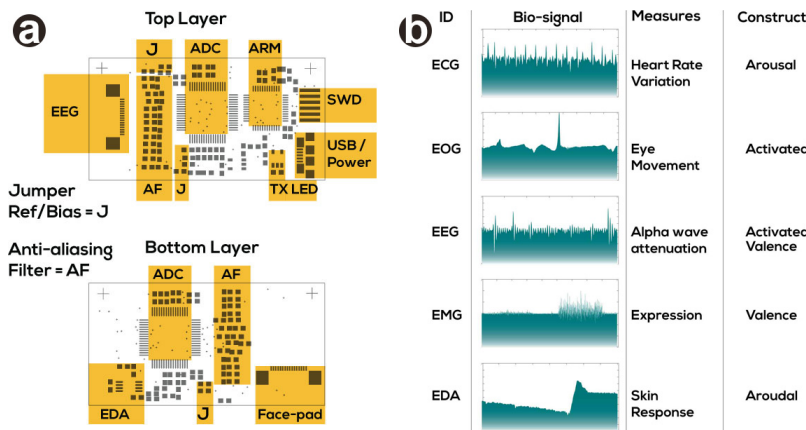 a
Top Layer
J
ADC
ARM
EEG
SWD
USB /
Power
AF
J
TX LED
Jumper
Ref/Bias = J
Anti-aliasing
Filter = AF
Bottom Layer
ADC
AF
EDA
J
Face-pad
b
ID Bio-signal Measures Construct
ECG Heart Rate Arousal
Variation
EOG Eye Activated
Movement
EEG Alpha wave Activated
attenuation Valence
EMG Expression Valence
EDA Skin Aroudal
Response